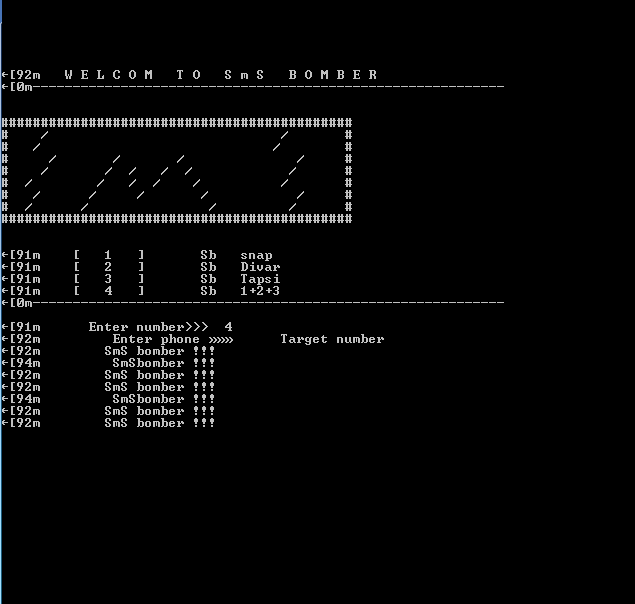 ←[92m   W E L C O M   T O   S m S   B O M B E R
←[0m-----------------------------------------------------------
############################################
#    /                             /       #
#   /                             /        #
#     /       /       /              /     #
#    /       /  /   /  /            /      #
#  /        /   /  /    /          /       #
#   /      /     /       /           /     #
#  /      /               /         /      #
############################################
←[91m    [   1   ]       Sb   snap
←[91m    [   2   ]       Sb   Divar
←[91m    [   3   ]       Sb   Tapsi
←[91m    [   4   ]       Sb   1+2+3
←[0m-----------------------------------------------------------
←[91m      Enter number>>>  4
←[92m         Enter phone »»»»      Target number
←[92m        SmS bomber !!!
←[94m         SmSbomber !!!
←[92m        SmS bomber !!!
←[92m        SmS bomber !!!
←[94m         SmSbomber !!!
←[92m        SmS bomber !!!
←[92m        SmS bomber !!!